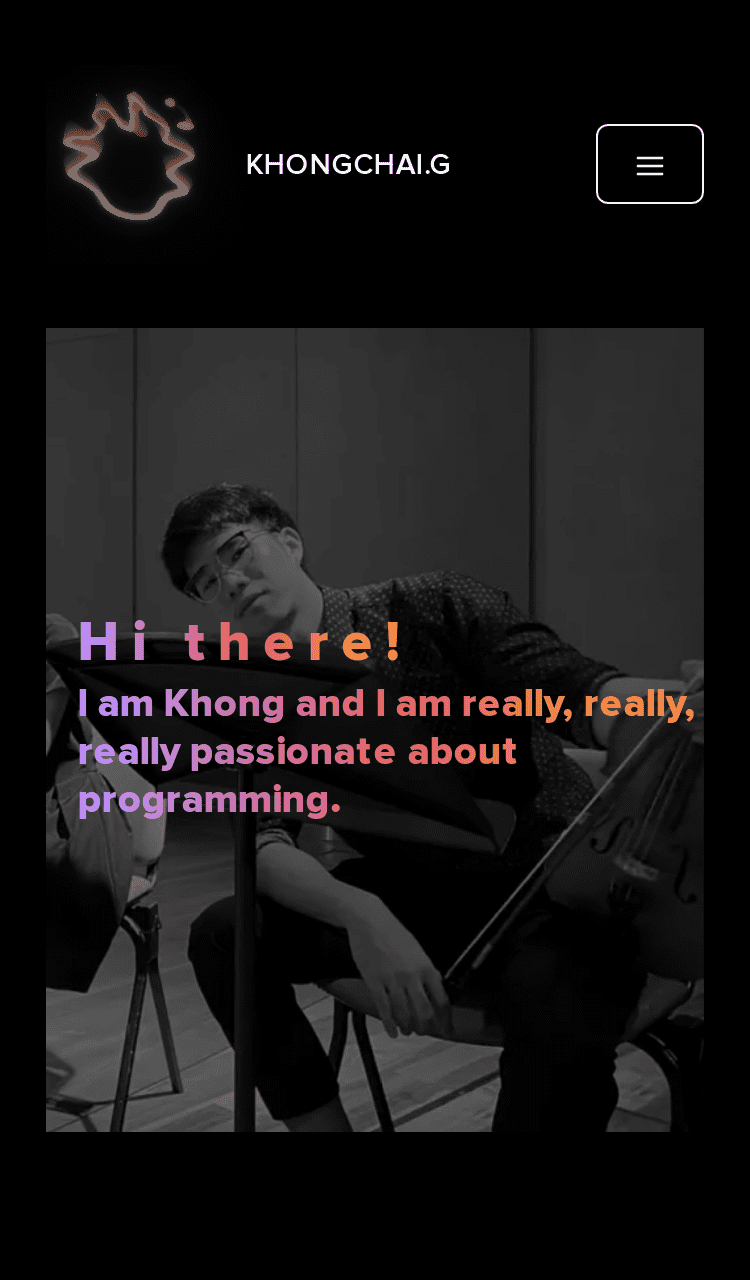 KHONGCHAI.G
Hi there!
I am Khong and I am really, really,
really passionate about
programming.